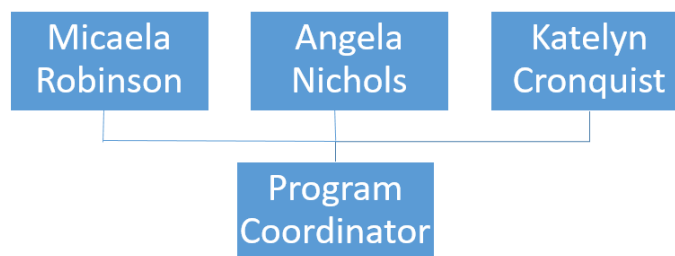 Micaela
Robinson
Angela
Nichols
Katelyn
Cronquist
Program
Coordinator